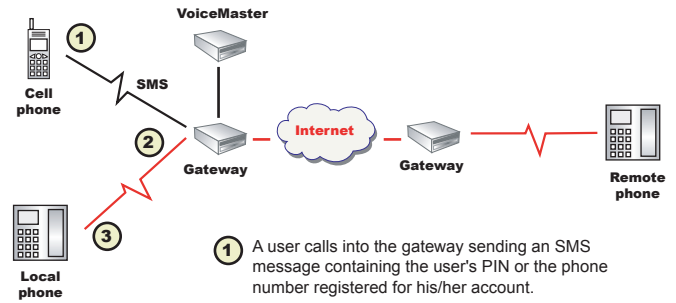 VoiceMaster
1
SMS
Cell
phone
2
Gateway
Internet
Gateway
Remote
phone
3
Local
phone
1 A user calls into the gateway sending an SMS
message containing the user's PIN or the phone
number registered for his/her account.